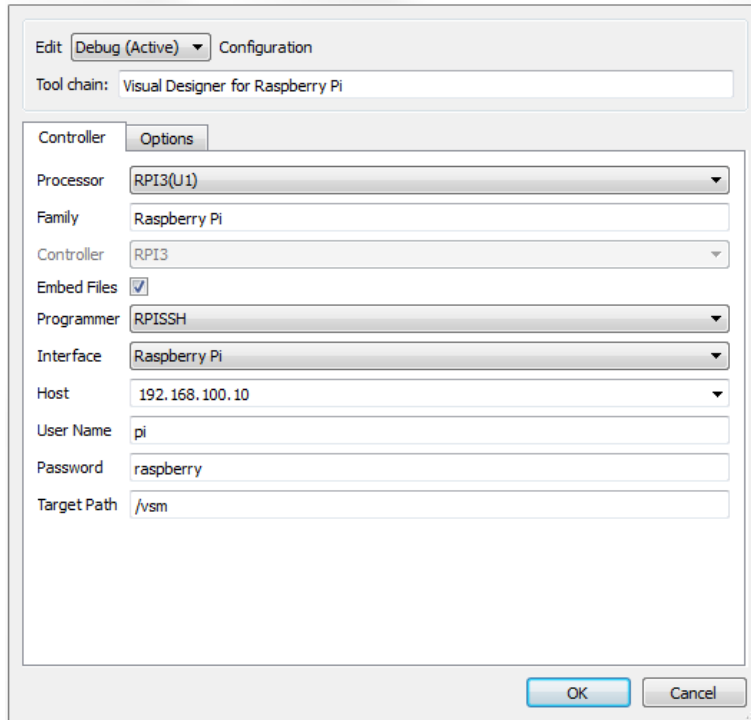 Edit Debug (Active) Configuration
Tool chain: Visual Designer for Raspberry Pi
Controller Options
Processor RPI3(U1)
Family Raspberry Pi
Controller RPI3
Embed Files
Programmer RPISSH
Interface Raspberry Pi
Host 192.168.100.10
User Name pi
Password raspberry
Target Path /vsm
OK Cancel